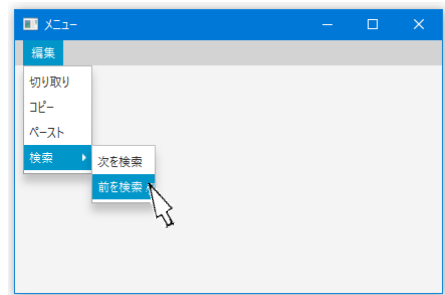 メニュー
編集
切り取り
コピー
ペースト
検索
次を検索
前を検索